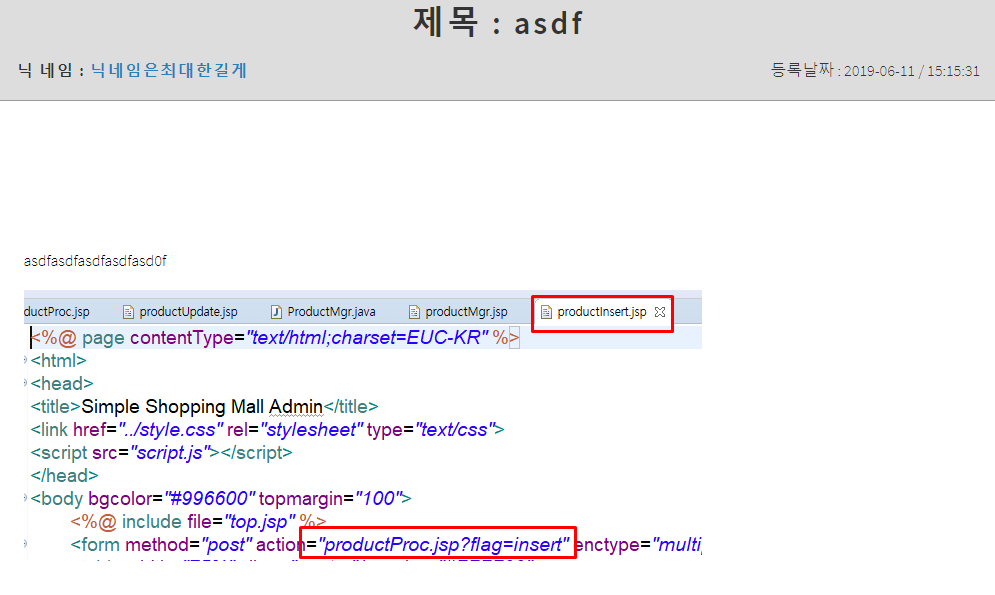 제목 : asdf
닉 네임 : 닉네임은최대한길게
등록날짜 : 2019-06-11 / 15:15:31
asdfasdfasdfasdfasd0f
ductProc.jsp productUpdate.jsp ProductMgr.java productMgr.jsp productInsert.jsp
<%@ page contentType="text/html;charset=EUC-KR" %>
<html>
<head>
<title>Simple Shopping Mall Admin</title>
<link href="../style.css" rel="stylesheet" type="text/css">
<script src="script.js"></script>
</head>
<body bgcolor="#996600" topmargin="100">
<%@ include file="top.jsp" %>
<form method="post" action="productProc.jsp?flag=insert" enctype="multip